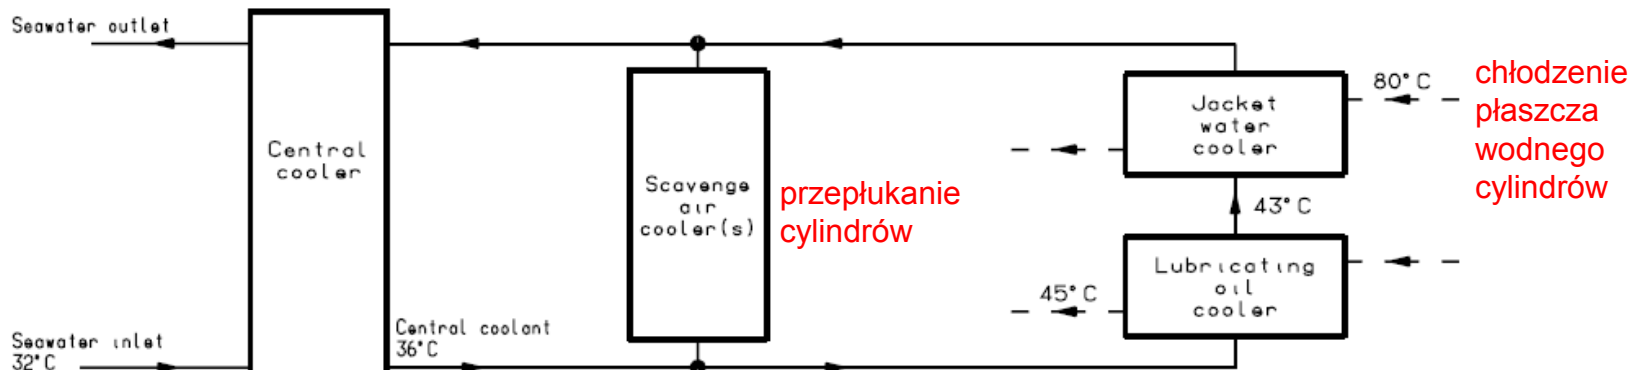 Seawater outlet
Central
cooler
Seawater inlet
32°C
Central coolant
36°C
Scavenge
air
cooler(s)
przepłukanie
cylindrów
Jacket
water
cooler
80°C
chłodzenie
płaszcza
wodnego
cylindrów
43°C
Lubricating
oil
cooler
45°C